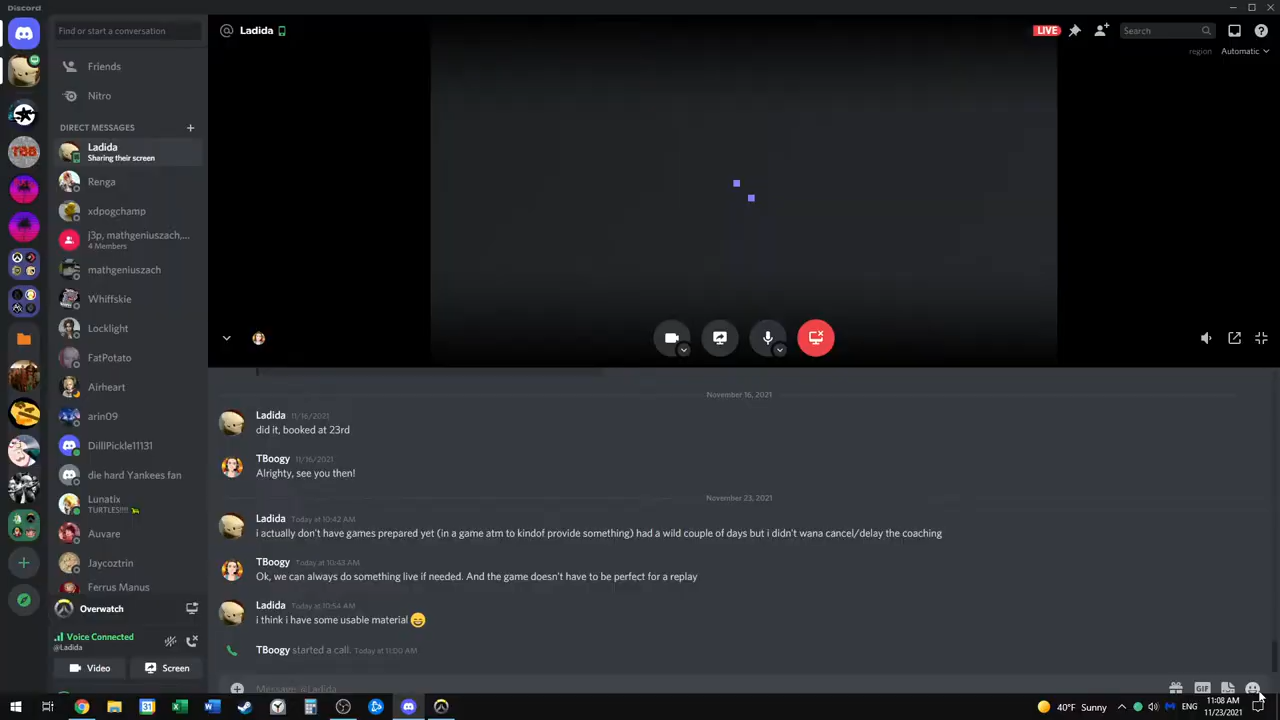 Discord
Find or start a conversation
Ladida
LIVE
Search
region
Automatic
Friends
Nitro
DIRECT MESSAGES
Ladida
Sharing their screen
Renga
xdpogchamp
j3p, mathgeniuszach,...
4 Members
mathgeniuszach
Whiffskie
Locklight
FatPotato
Airheart
arin09
DilllPickle11131
die hard Yankees fan
Lunatix
TURTLES!!!!
Auvare
Jaycoztrin
Ferrus Manus
Overwatch
Voice Connected
@Ladida
Video
Screen
November 16, 2021
Ladida 11/16/2021
did it, booked at 23rd
TBoogy 11/16/2021
Alrighty, see you then!
November 23, 2021
Ladida Today at 10:42 AM
i actually don't have games prepared yet (in a game atm to kindof provide something) had a wild couple of days but i didn't wana cancel/delay the coaching
TBoogy Today at 10:43 AM
Ok, we can always do something live if needed. And the game doesn't have to be perfect for a replay
Ladida Today at 10:54 AM
i think i have some usable material
TBoogy started a call. Today at 11:00 AM
Message @Ladida
GIF
40°F Sunny
ENG
11:08 AM
11/23/2021